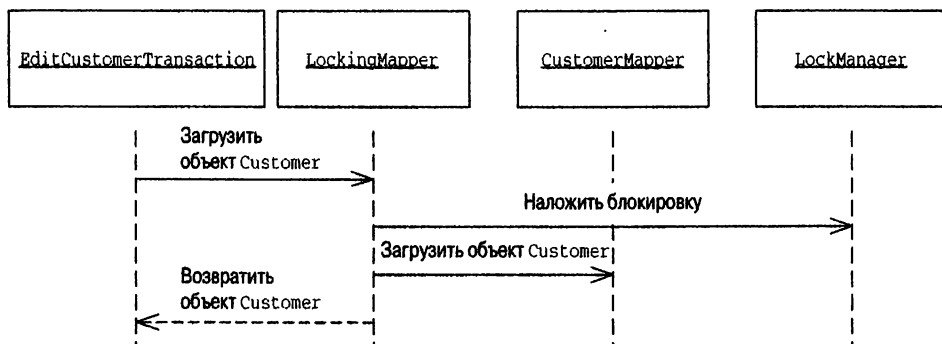 EditCustomerTransaction
LockingMapper
CustomerMapper
LockManager
Загрузить
объект Customer
Наложить блокировку
Загрузить объект Customer
Возвратить
объект Customer